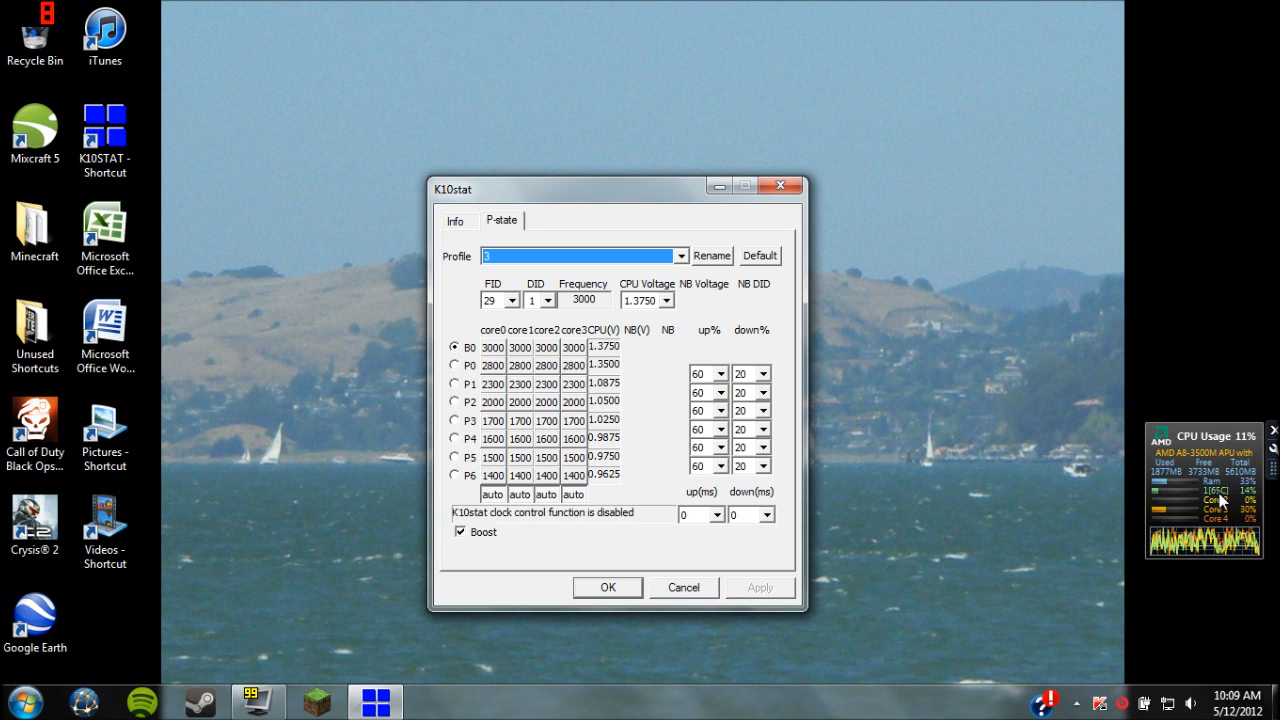 8
Recycle Bin
iTunes
Mixcraft 5
K10STAT -
Shortcut
Minecraft
Microsoft
Office Exc...
Unused
Shortcuts
Microsoft
Office Wo...
Call of Duty
Black Ops...
Pictures -
Shortcut
Crysis® 2
Videos -
Shortcut
Google Earth
K10stat
Info
P-state
Profile 3 Rename Default
FID DID Frequency CPU Voltage NB Voltage NB DID
29 1 3000 1.3750
core0 core1 core2 core3 CPU(V) NB(V) NB up% down%
B0 3000 3000 3000 3000 1.3750
P0 2800 2800 2800 2800 1.3500 60 20
P1 2300 2300 2300 2300 1.0875 60 20
P2 2000 2000 2000 2000 1.0500 60 20
P3 1700 1700 1700 1700 1.0250 60 20
P4 1600 1600 1600 1600 0.9875 60 20
P5 1500 1500 1500 1500 0.9750 60 20
P6 1400 1400 1400 1400 0.9625
auto auto auto auto up(ms) down(ms)
K10stat clock control function is disabled 0 0
Boost
OK Cancel Apply
AMD CPU Usage 11%
AMD A8-3500M APU with
Used Free Total
1877MB 3733MB 5610MB
Ram 33%
1[65C] 14%
0%
30%
Core 4 0%
99
10:09 AM
5/12/2012